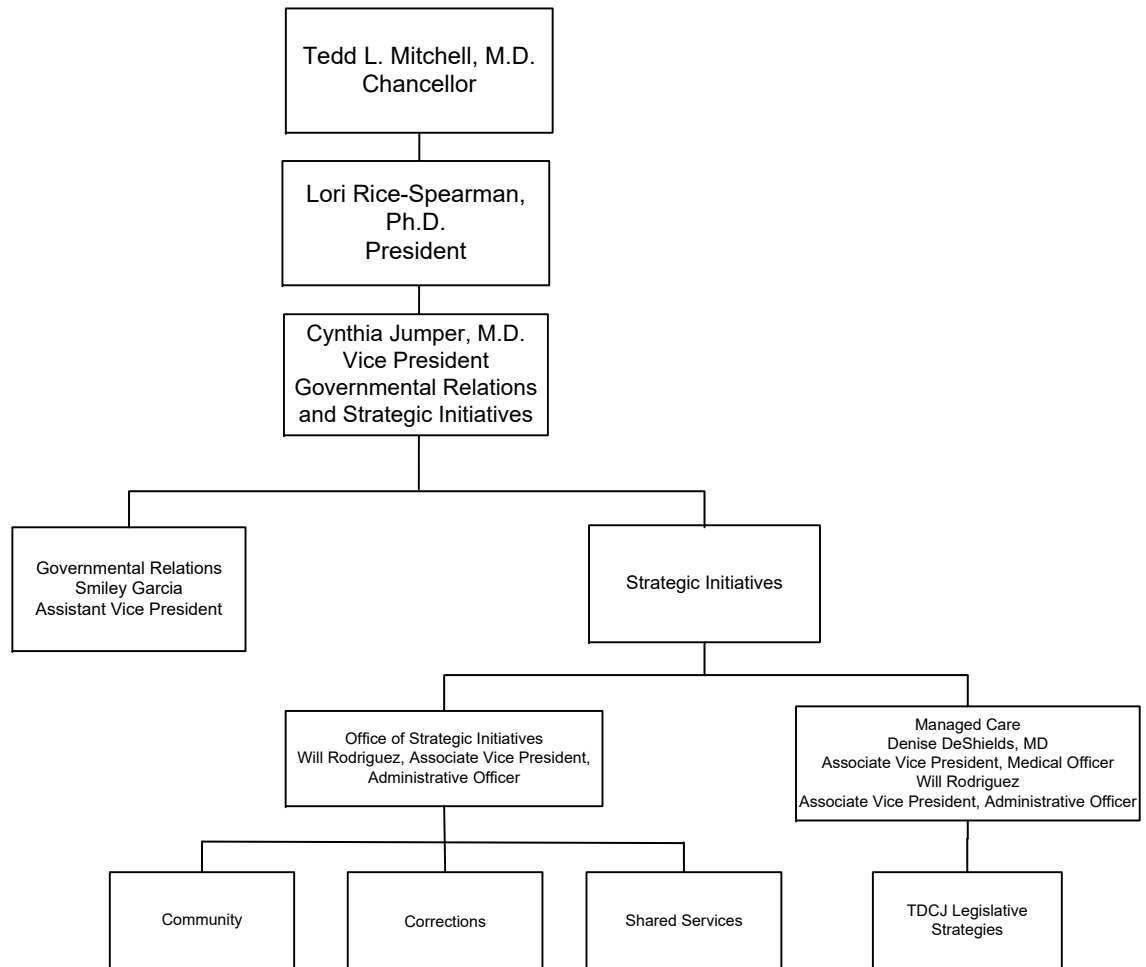 Tedd L. Mitchell, M.D.
Chancellor
Lori Rice-Spearman,
Ph.D.
President
Cynthia Jumper, M.D.
Vice President
Governmental Relations
and Strategic Initiatives
Governmental Relations
Smiley Garcia
Assistant Vice President
Strategic Initiatives
Office of Strategic Initiatives
Will Rodriguez, Associate Vice President,
Administrative Officer
Managed Care
Denise DeShields, MD
Associate Vice President, Medical Officer
Will Rodriguez
Associate Vice President, Administrative Officer
Community
Corrections
Shared Services
TDCJ Legislative
Strategies